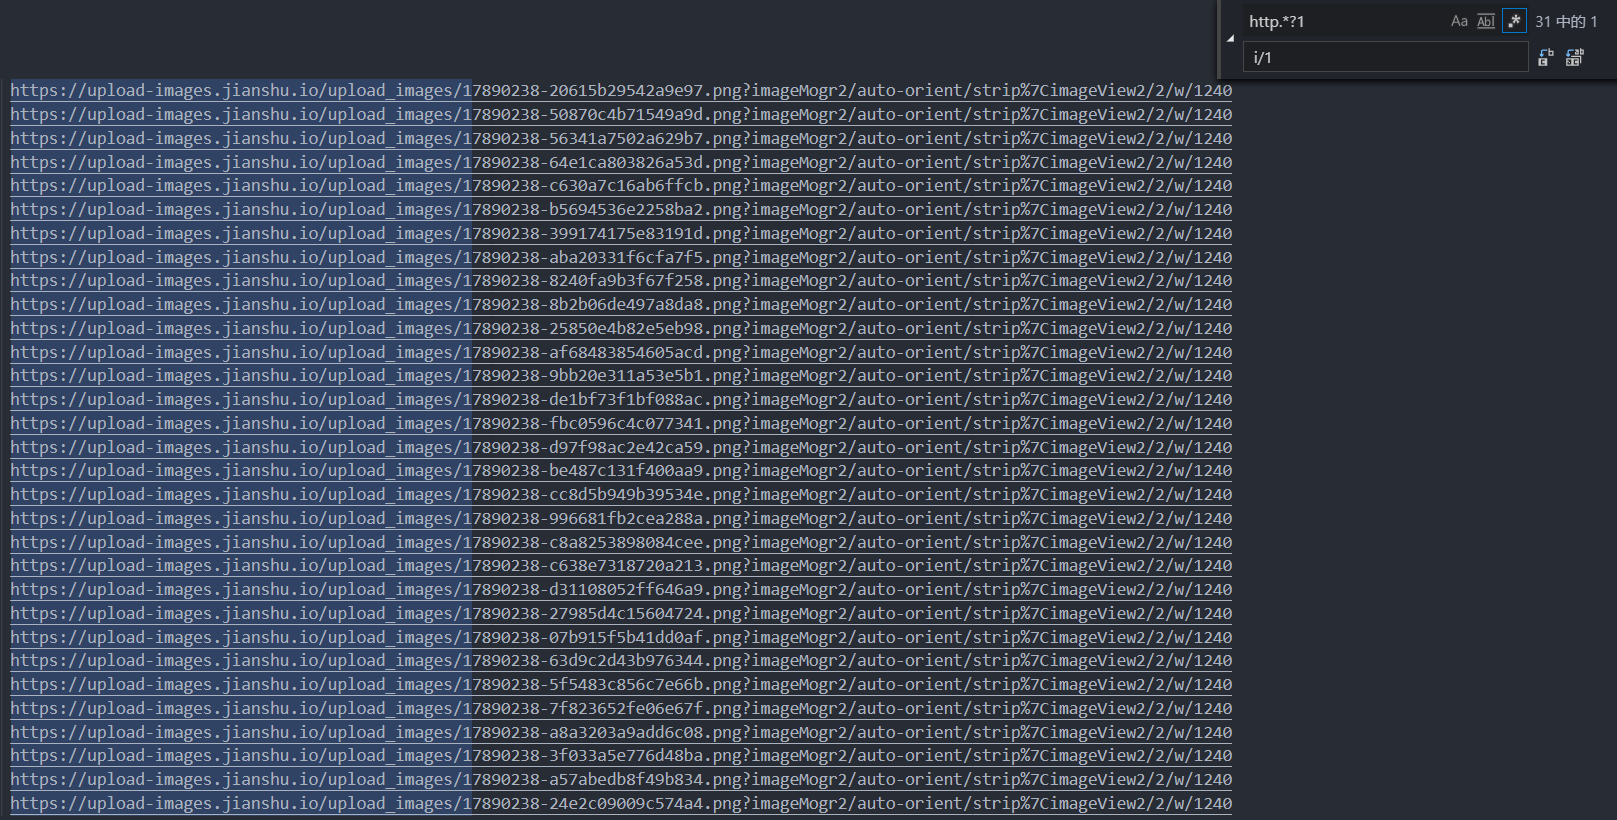 http.*?1
Aa Abl .* 31 中的 1
i/1
https://upload-images.jianshu.io/upload_images/17890238-20615b29542a9e97.png?imageMogr2/auto-orient/strip%7CimageView2/2/w/1240
https://upload-images.jianshu.io/upload_images/17890238-50870c4b71549a9d.png?imageMogr2/auto-orient/strip%7CimageView2/2/w/1240
https://upload-images.jianshu.io/upload_images/17890238-56341a7502a629b7.png?imageMogr2/auto-orient/strip%7CimageView2/2/w/1240
https://upload-images.jianshu.io/upload_images/17890238-64e1ca803826a53d.png?imageMogr2/auto-orient/strip%7CimageView2/2/w/1240
https://upload-images.jianshu.io/upload_images/17890238-c630a7c16ab6ffcb.png?imageMogr2/auto-orient/strip%7CimageView2/2/w/1240
https://upload-images.jianshu.io/upload_images/17890238-b5694536e2258ba2.png?imageMogr2/auto-orient/strip%7CimageView2/2/w/1240
https://upload-images.jianshu.io/upload_images/17890238-399174175e83191d.png?imageMogr2/auto-orient/strip%7CimageView2/2/w/1240
https://upload-images.jianshu.io/upload_images/17890238-aba20331f6cfa7f5.png?imageMogr2/auto-orient/strip%7CimageView2/2/w/1240
https://upload-images.jianshu.io/upload_images/17890238-8240fa9b3f67f258.png?imageMogr2/auto-orient/strip%7CimageView2/2/w/1240
https://upload-images.jianshu.io/upload_images/17890238-8b2b06de497a8da8.png?imageMogr2/auto-orient/strip%7CimageView2/2/w/1240
https://upload-images.jianshu.io/upload_images/17890238-25850e4b82e5eb98.png?imageMogr2/auto-orient/strip%7CimageView2/2/w/1240
https://upload-images.jianshu.io/upload_images/17890238-af68483854605acd.png?imageMogr2/auto-orient/strip%7CimageView2/2/w/1240
https://upload-images.jianshu.io/upload_images/17890238-9bb20e311a53e5b1.png?imageMogr2/auto-orient/strip%7CimageView2/2/w/1240
https://upload-images.jianshu.io/upload_images/17890238-de1bf73f1bf088ac.png?imageMogr2/auto-orient/strip%7CimageView2/2/w/1240
https://upload-images.jianshu.io/upload_images/17890238-fbc0596c4c077341.png?imageMogr2/auto-orient/strip%7CimageView2/2/w/1240
https://upload-images.jianshu.io/upload_images/17890238-d97f98ac2e42ca59.png?imageMogr2/auto-orient/strip%7CimageView2/2/w/1240
https://upload-images.jianshu.io/upload_images/17890238-be487c131f400aa9.png?imageMogr2/auto-orient/strip%7CimageView2/2/w/1240
https://upload-images.jianshu.io/upload_images/17890238-cc8d5b949b39534e.png?imageMogr2/auto-orient/strip%7CimageView2/2/w/1240
https://upload-images.jianshu.io/upload_images/17890238-996681fb2cea288a.png?imageMogr2/auto-orient/strip%7CimageView2/2/w/1240
https://upload-images.jianshu.io/upload_images/17890238-c8a8253898084cee.png?imageMogr2/auto-orient/strip%7CimageView2/2/w/1240
https://upload-images.jianshu.io/upload_images/17890238-c638e7318720a213.png?imageMogr2/auto-orient/strip%7CimageView2/2/w/1240
https://upload-images.jianshu.io/upload_images/17890238-d31108052ff646a9.png?imageMogr2/auto-orient/strip%7CimageView2/2/w/1240
https://upload-images.jianshu.io/upload_images/17890238-27985d4c15604724.png?imageMogr2/auto-orient/strip%7CimageView2/2/w/1240
https://upload-images.jianshu.io/upload_images/17890238-07b915f5b41dd0af.png?imageMogr2/auto-orient/strip%7CimageView2/2/w/1240
https://upload-images.jianshu.io/upload_images/17890238-63d9c2d43b976344.png?imageMogr2/auto-orient/strip%7CimageView2/2/w/1240
https://upload-images.jianshu.io/upload_images/17890238-5f5483c856c7e66b.png?imageMogr2/auto-orient/strip%7CimageView2/2/w/1240
https://upload-images.jianshu.io/upload_images/17890238-7f823652fe06e67f.png?imageMogr2/auto-orient/strip%7CimageView2/2/w/1240
https://upload-images.jianshu.io/upload_images/17890238-a8a3203a9add6c08.png?imageMogr2/auto-orient/strip%7CimageView2/2/w/1240
https://upload-images.jianshu.io/upload_images/17890238-3f033a5e776d48ba.png?imageMogr2/auto-orient/strip%7CimageView2/2/w/1240
https://upload-images.jianshu.io/upload_images/17890238-a57abedb8f49b834.png?imageMogr2/auto-orient/strip%7CimageView2/2/w/1240
https://upload-images.jianshu.io/upload_images/17890238-24e2c09009c574a4.png?imageMogr2/auto-orient/strip%7CimageView2/2/w/1240